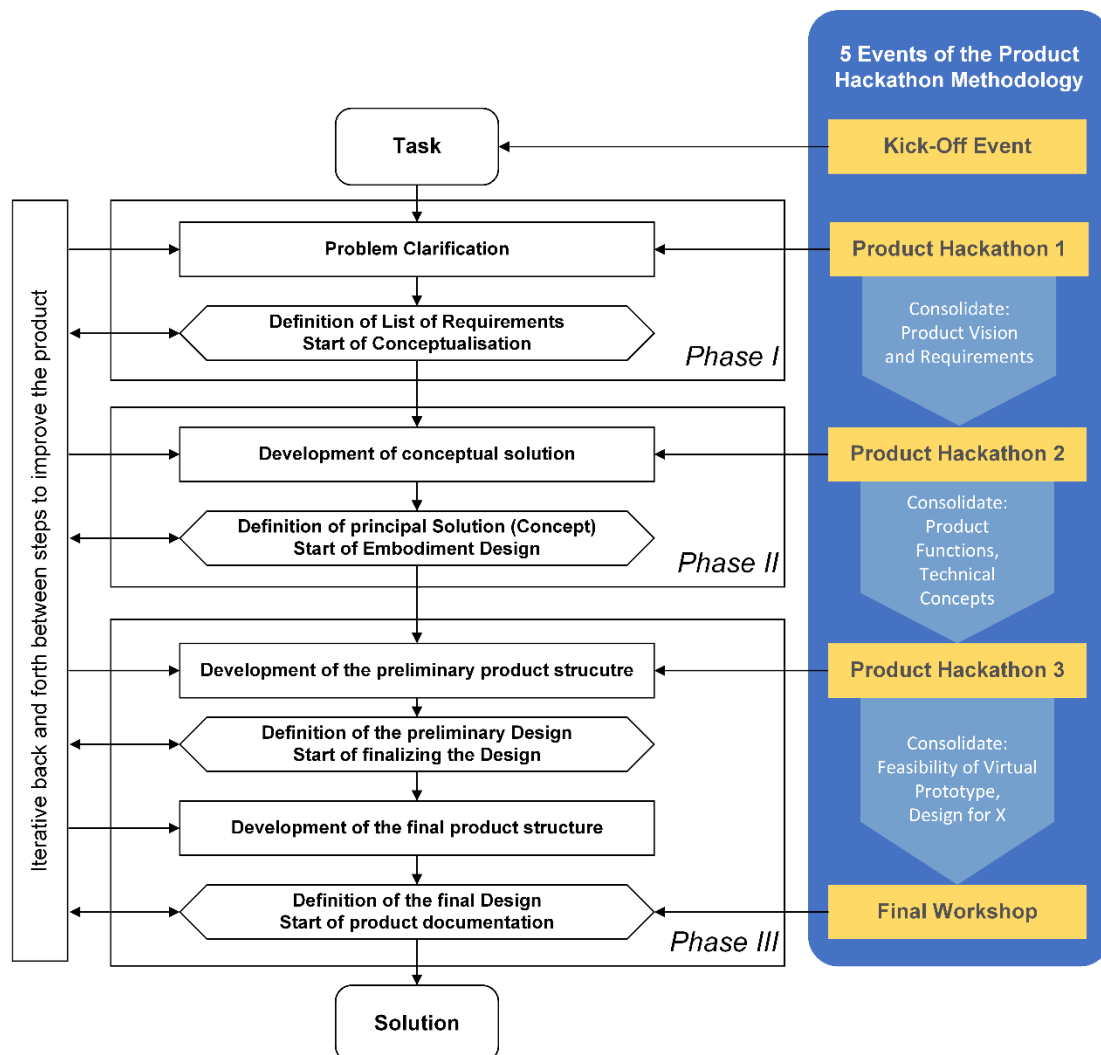 5 Events of the Product
Hackathon Methodology
Task
Kick-Off Event
Iterative back and forth between steps to improve the product
Problem Clarification
Product Hackathon 1
Definition of List of Requirements
Start of Conceptualisation
Phase I
Consolidate:
Product Vision
and Requirements
Development of conceptual solution
Product Hackathon 2
Definition of principal Solution (Concept)
Start of Embodiment Design
Phase II
Consolidate:
Product
Functions,
Technical
Concepts
Development of the preliminary product strucutre
Product Hackathon 3
Definition of the preliminary Design
Start of finalizing the Design
Consolidate:
Feasibility of Virtual
Prototype,
Design for X
Development of the final product structure
Definition of the final Design
Start of product documentation
Phase III
Final Workshop
Solution